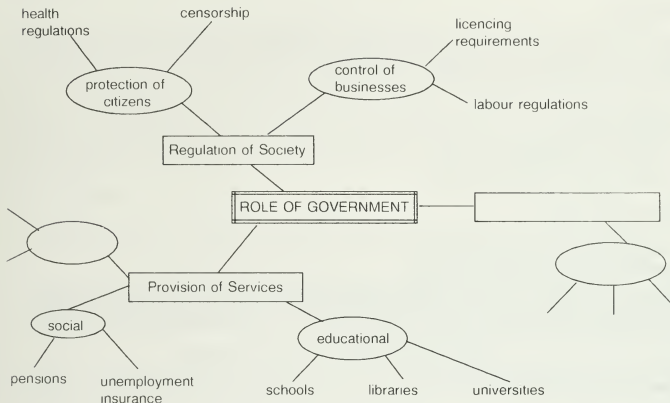 health
regulations
censorship
licencing
requirements
protection of
citizens
control of
businesses
labour regulations
Regulation of Society
ROLE OF GOVERNMENT
Provision of Services
social
educational
pensions
unemployment
insurance
schools
libraries
universities